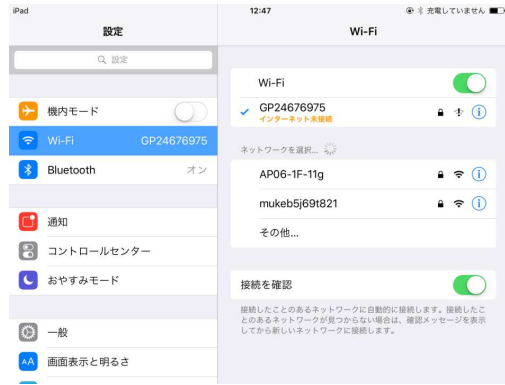 iPad
12:47
充電していません
設定
Wi-Fi
設定
機内モード
Wi-Fi GP24676975
Bluetooth オン
通知
コントロールセンター
おやすみモード
一般
AA 画面表示と明るさ
Wi-Fi
GP24676975
インターネット未接続
ネットワークを選択...
AP06-1F-11g
mukeb5j69t821
その他...
接続を確認
接続したことのあるネットワークに自動的に接続します。接続したこ
とのあるネットワークが見つからない場合は、確認メッセージを表示
してから新しいネットワークに接続します。